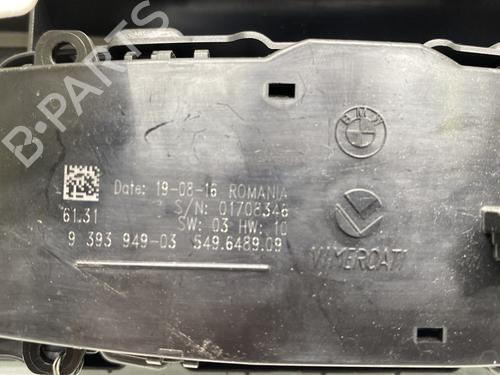 BMW
Date: 19-08-16 ROMANIA
61.31 S/N: 01708346
SW: 03 HW: 10
9 393 949-03 549.6489.09
VIMERCATI
B-PARTS